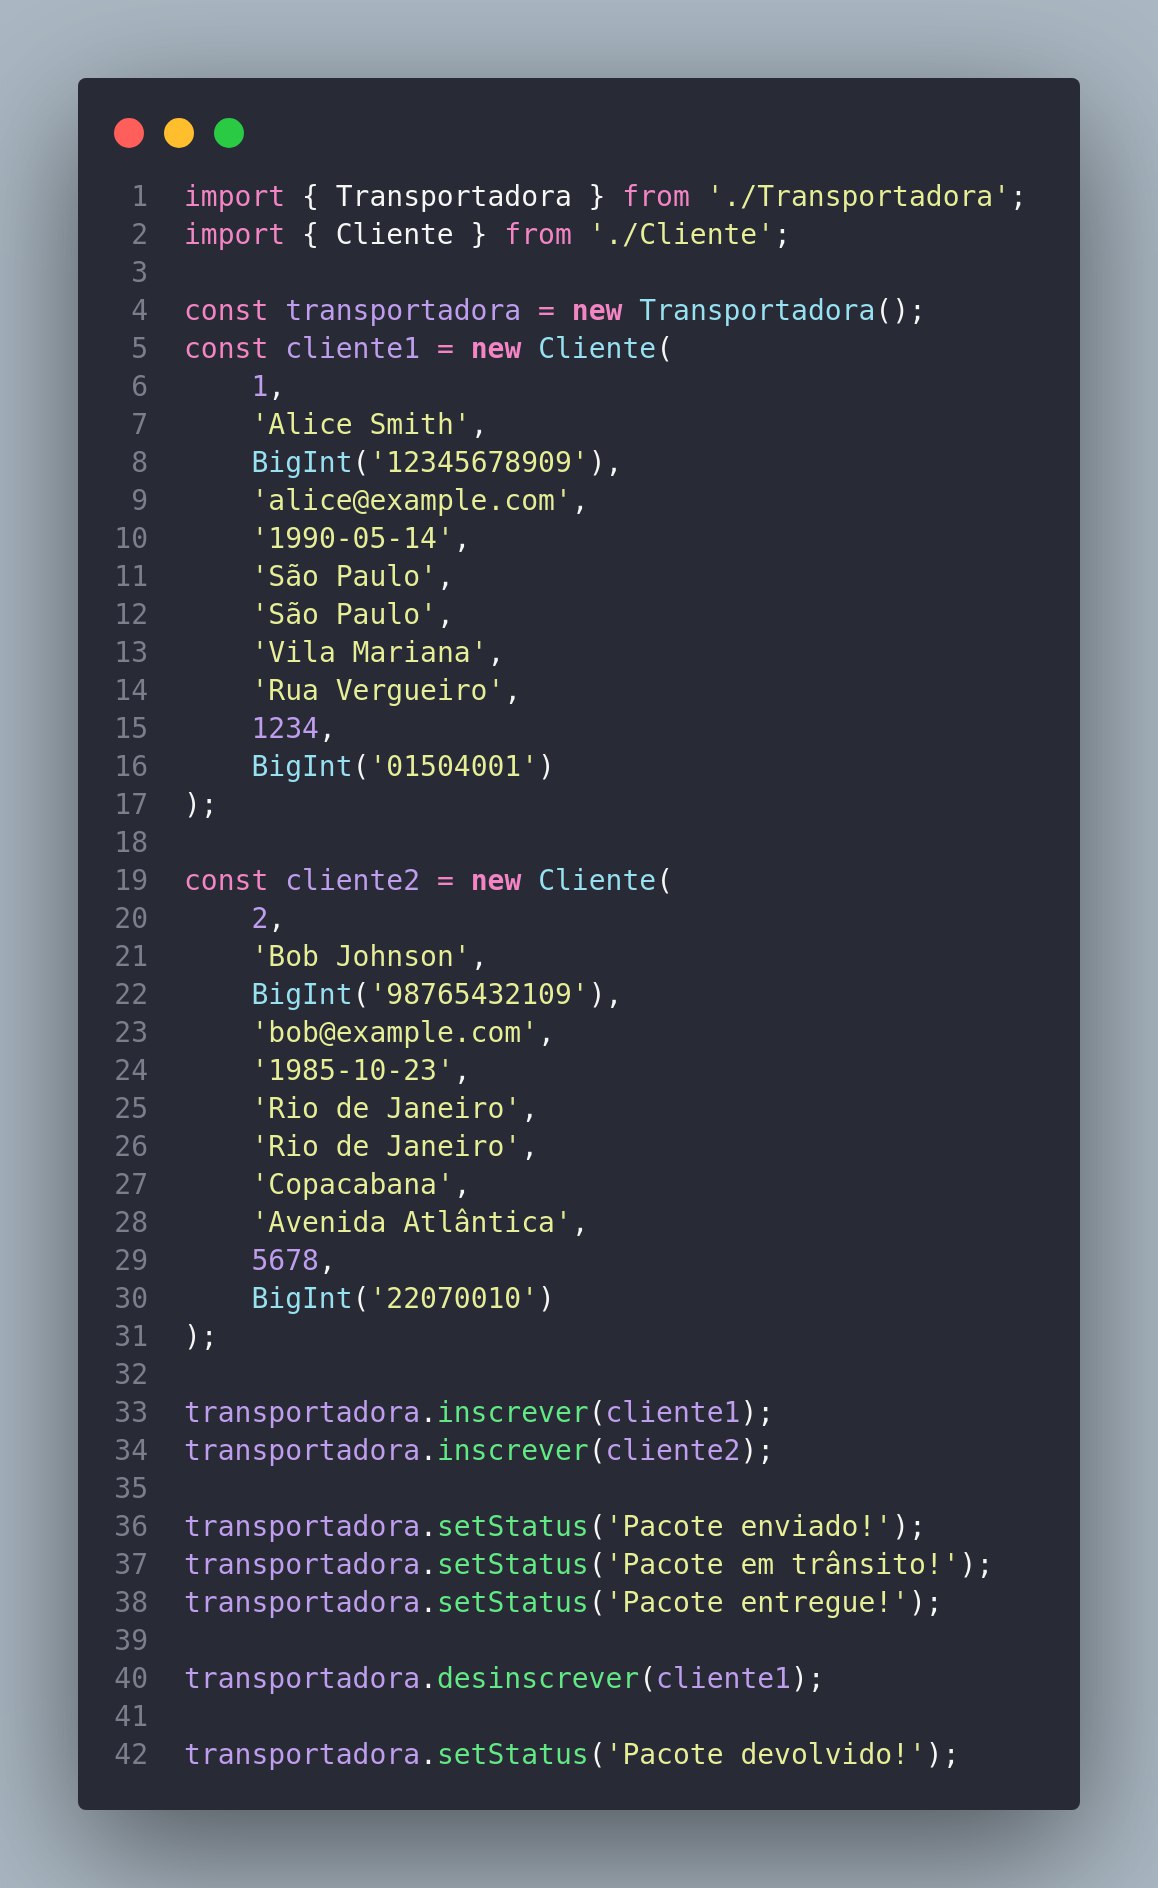 1 import { Transportadora } from './Transportadora';
2 import { Cliente } from './Cliente';
3
4 const transportadora = new Transportadora();
5 const cliente1 = new Cliente(
6     1,
7     'Alice Smith',
8     BigInt('12345678909'),
9     'alice@example.com',
10     '1990-05-14',
11     'São Paulo',
12     'São Paulo',
13     'Vila Mariana',
14     'Rua Vergueiro',
15     1234,
16     BigInt('01504001')
17 );
18
19 const cliente2 = new Cliente(
20     2,
21     'Bob Johnson',
22     BigInt('98765432109'),
23     'bob@example.com',
24     '1985-10-23',
25     'Rio de Janeiro',
26     'Rio de Janeiro',
27     'Copacabana',
28     'Avenida Atlântica',
29     5678,
30     BigInt('22070010')
31 );
32
33 transportadora.inscrever(cliente1);
34 transportadora.inscrever(cliente2);
35
36 transportadora.setStatus('Pacote enviado!');
37 transportadora.setStatus('Pacote em trânsito!');
38 transportadora.setStatus('Pacote entregue!');
39
40 transportadora.desinscrever(cliente1);
41
42 transportadora.setStatus('Pacote devolvido!');